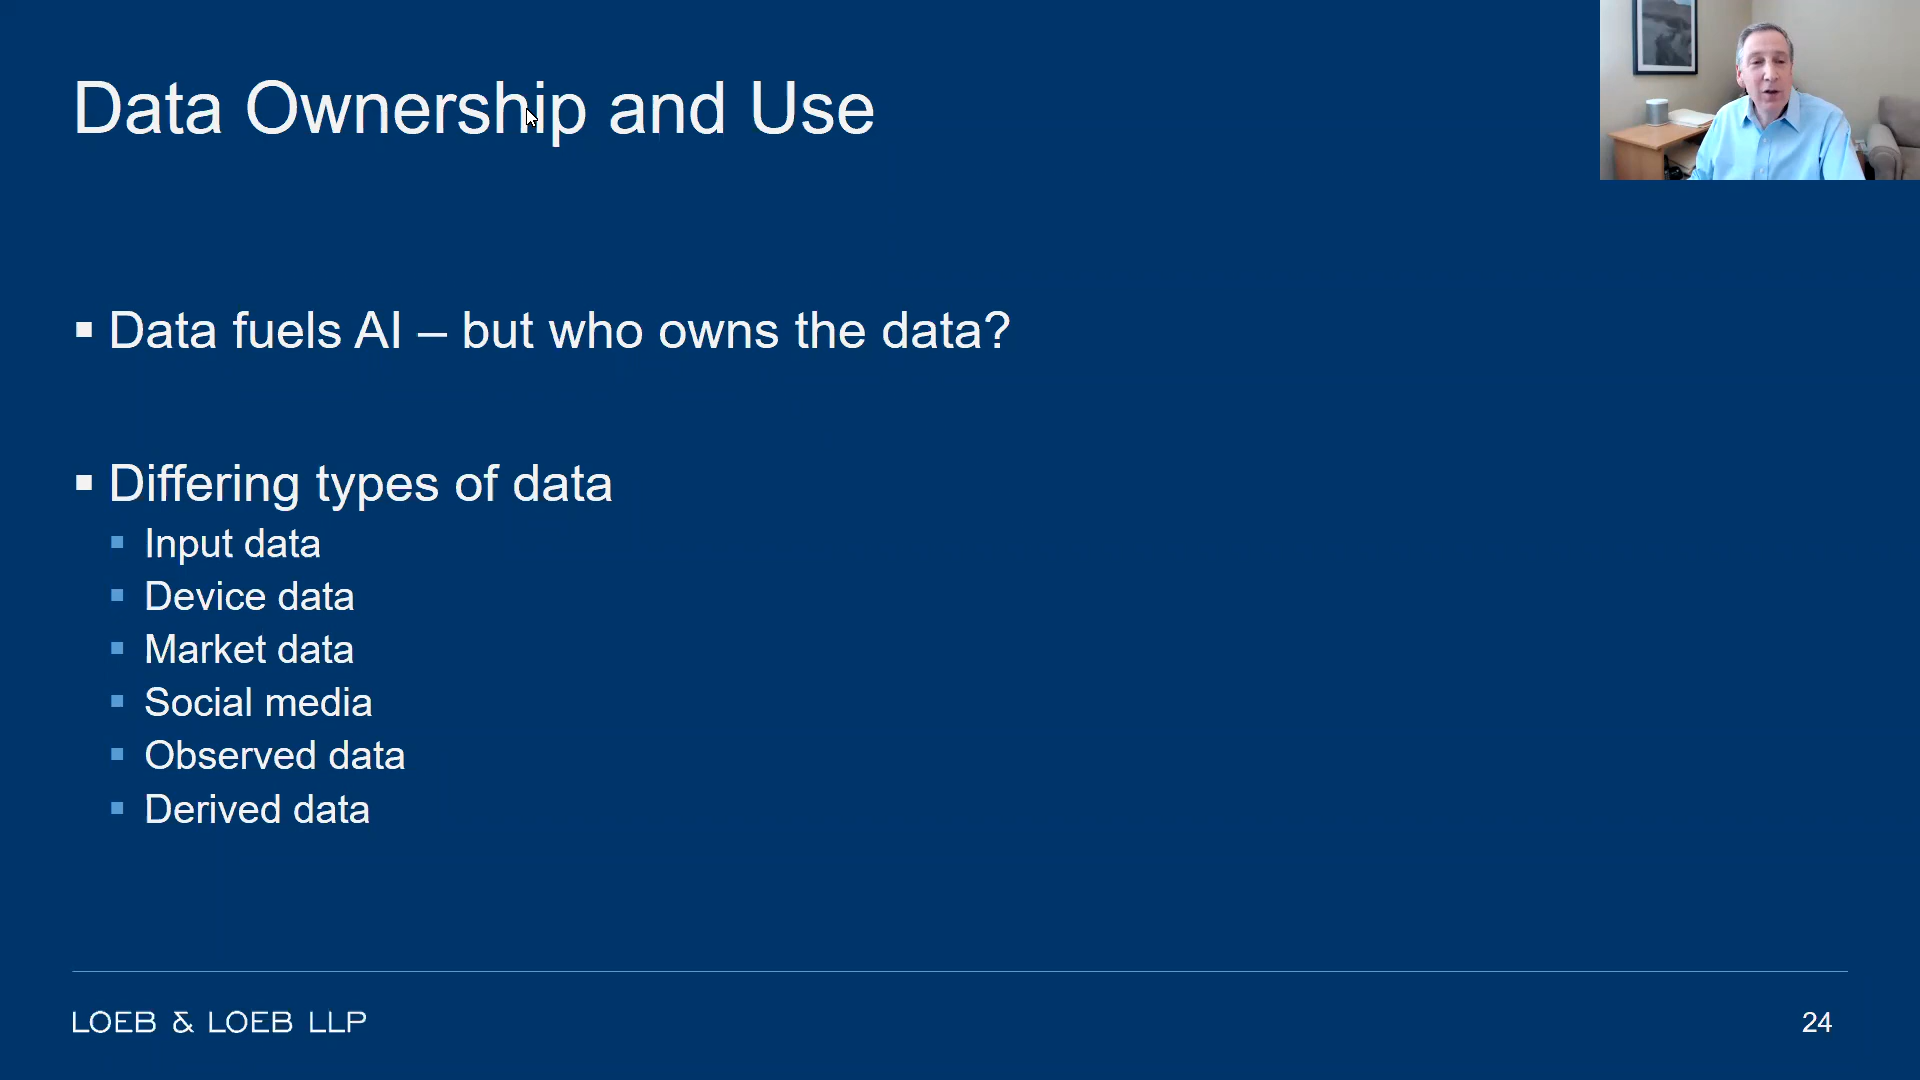 Data Ownership and Use
Data fuels AI – but who owns the data?
Differing types of data
Input data
Device data
Market data
Social media
Observed data
Derived data
LOEB & LOEB LLP
24